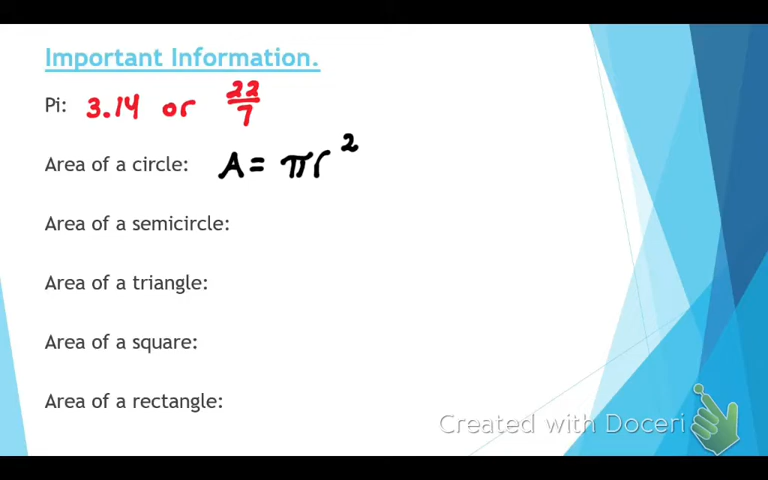 Important Information.
Pi: 3.14 or 22/7
Area of a circle: A = πr²
Area of a semicircle:
Area of a triangle:
Area of a square:
Area of a rectangle:
Created with Doceri